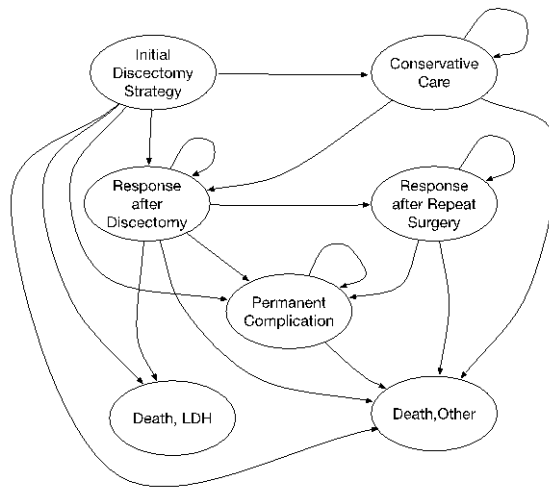 Initial
Discectomy
Strategy
Conservative
Care
Response
after
Discectomy
Response
after Repeat
Surgery
Permanent
Complication
Death, LDH
Death,Other